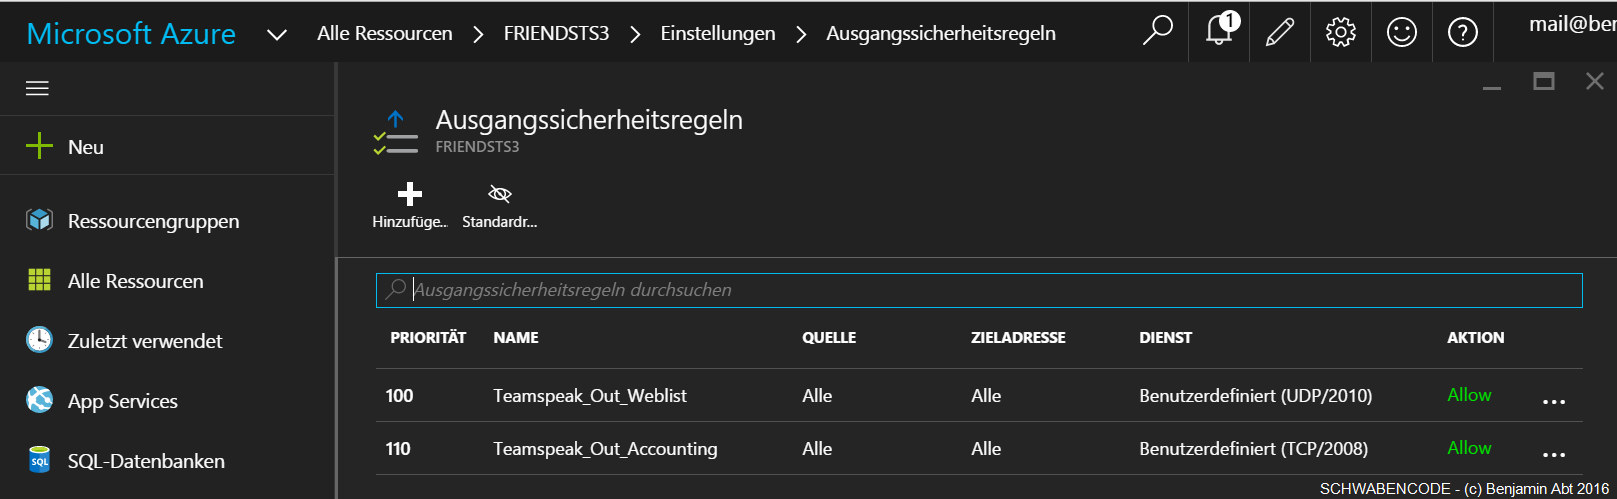 Microsoft Azure Alle Ressourcen FRIENDSTS3 Einstellungen Ausgangssicherheitsregeln 1 mail@ber
Neu
Ressourcengruppen
Alle Ressourcen
Zuletzt verwendet
App Services
SQL-Datenbanken
Ausgangssicherheitsregeln
FRIENDSTS3
Hinzufüge... Standardr...
Ausgangssicherheitsregeln durchsuchen
PRIORITÄT NAME QUELLE ZIELADRESSE DIENST AKTION
100 Teamspeak_Out_Weblist Alle Alle Benutzerdefiniert (UDP/2010) Allow ...
110 Teamspeak_Out_Accounting Alle Alle Benutzerdefiniert (TCP/2008) Allow ...
SCHWABENCODE - (c) Benjamin Abt 2016